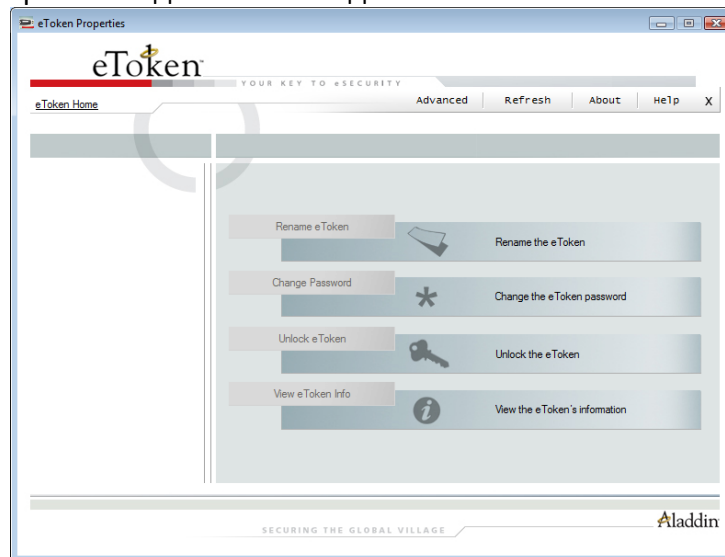 eToken Properties
eToken
YOUR KEY TO eSECURITY
eToken Home
Advanced
Refresh
About
Help
X
Rename eToken
Rename the eToken
Change Password
Change the eToken password
Unlock eToken
Unlock the eToken
View eToken Info
View the eToken's information
SECURING THE GLOBAL VILLAGE
Aladdin